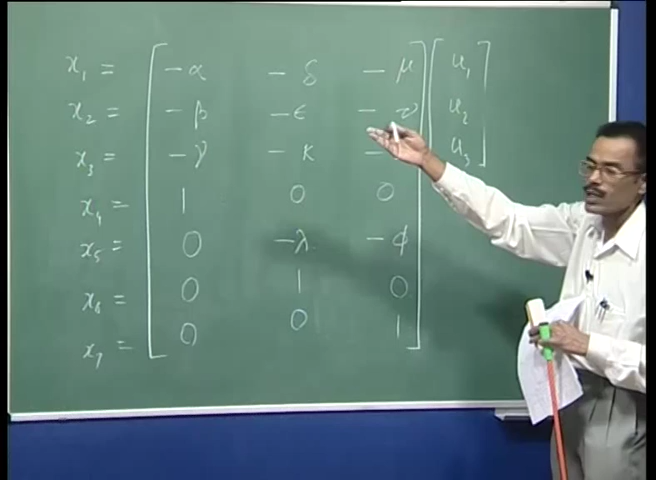 x₁ = -α -δ -μ u₁
x₂ = -β -ϵ -ν u₂
x₃ = -γ -κ - u₃
x₄ = 1 0 0
x₅ = 0 -λ -ϕ
x₆ = 0 1 0
x₇ = 0 0 1